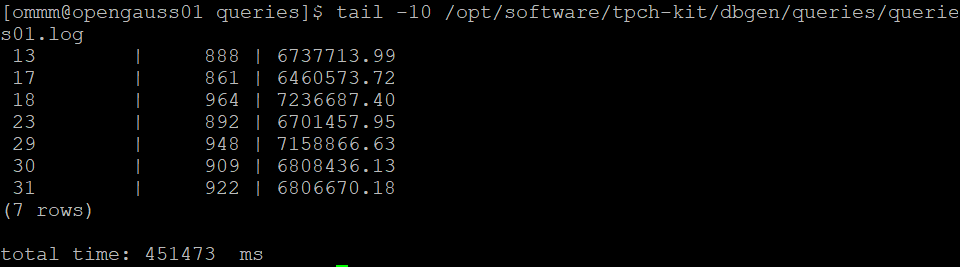 [ommm@opengauss01 queries]$ tail -10 /opt/software/tpch-kit/dbgen/queries/querie
s01.log
 13         |     888 | 6737713.99
 17         |     861 | 6460573.72
 18         |     964 | 7236687.40
 23         |     892 | 6701457.95
 29         |     948 | 7158866.63
 30         |     909 | 6808436.13
 31         |     922 | 6806670.18
(7 rows)

total time: 451473  ms